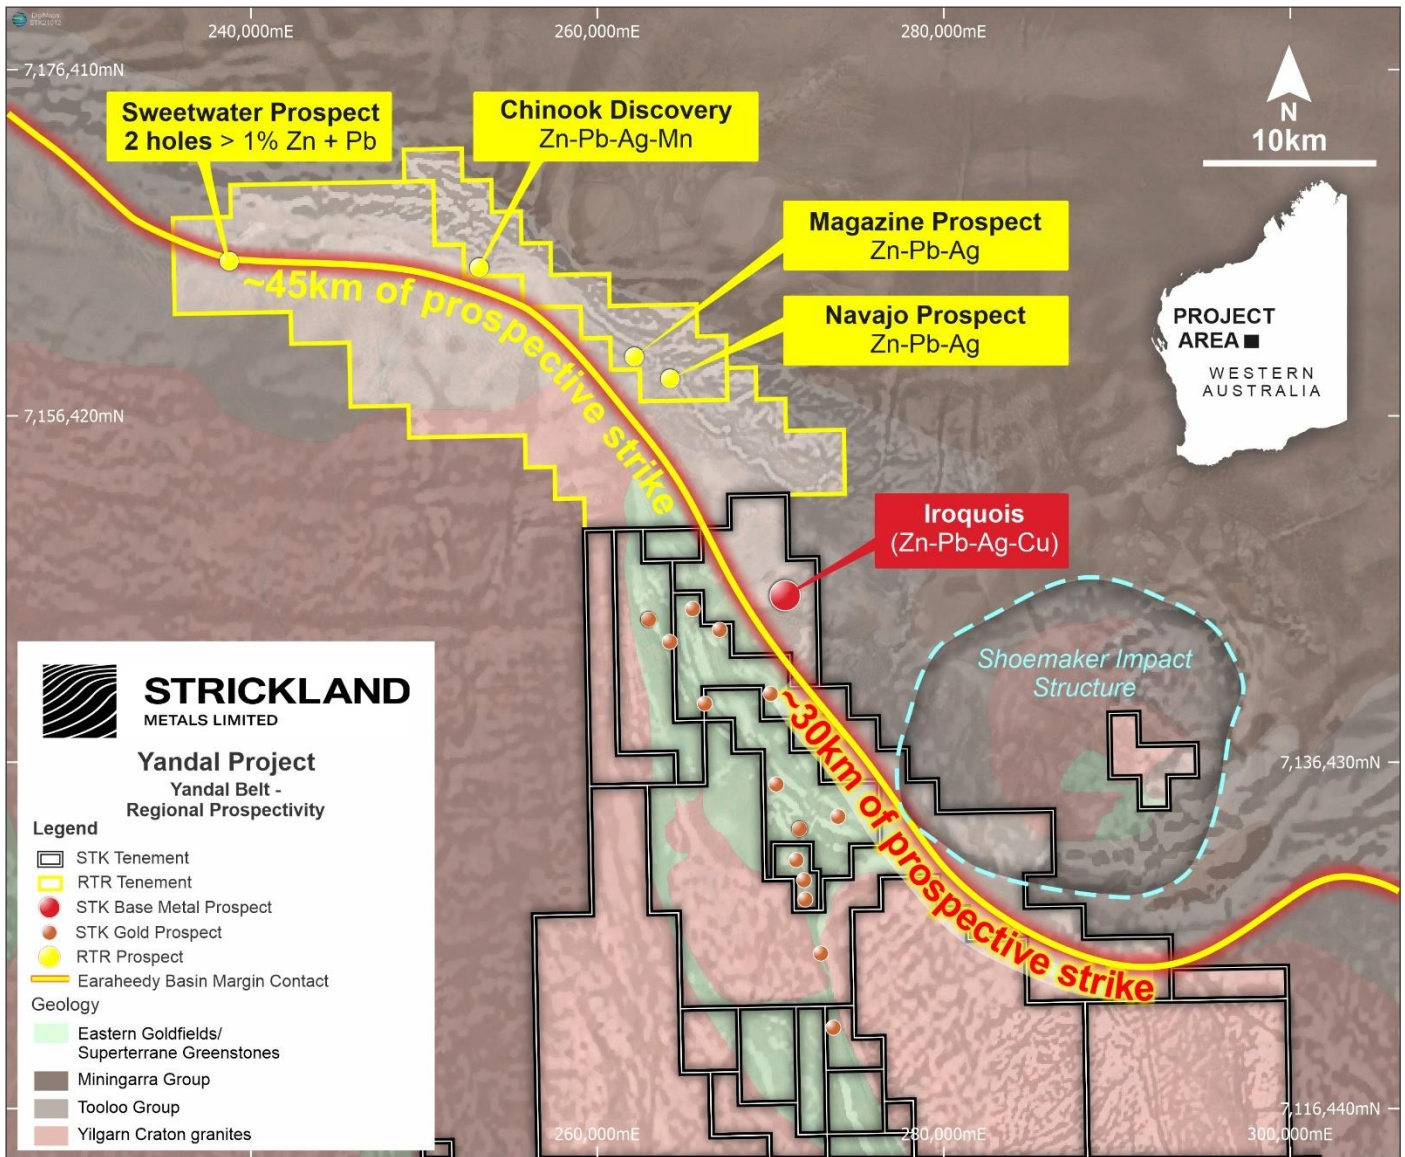 DigiMaps
STK21012
240,000mE
260,000mE
280,000mE
7,176,410mN
Sweetwater Prospect
2 holes > 1% Zn + Pb
Chinook Discovery
Zn-Pb-Ag-Mn
N
10km
Magazine Prospect
Zn-Pb-Ag
Navajo Prospect
Zn-Pb-Ag
PROJECT
AREA
WESTERN
AUSTRALIA
~45km of prospective strike
7,156,420mN
Iroquois
(Zn-Pb-Ag-Cu)
Shoemaker Impact
Structure
~30km of prospective strike
7,136,430mN
STRICKLAND
METALS LIMITED
Yandal Project
Yandal Belt -
Regional Prospectivity
Legend
STK Tenement
RTR Tenement
STK Base Metal Prospect
STK Gold Prospect
RTR Prospect
Earaheedy Basin Margin Contact
Geology
Eastern Goldfields/
Superterrane Greenstones
Miningarra Group
Tooloo Group
Yilgarn Craton granites
7,116,440mN
260,000mE
280,000mE
300,000mE